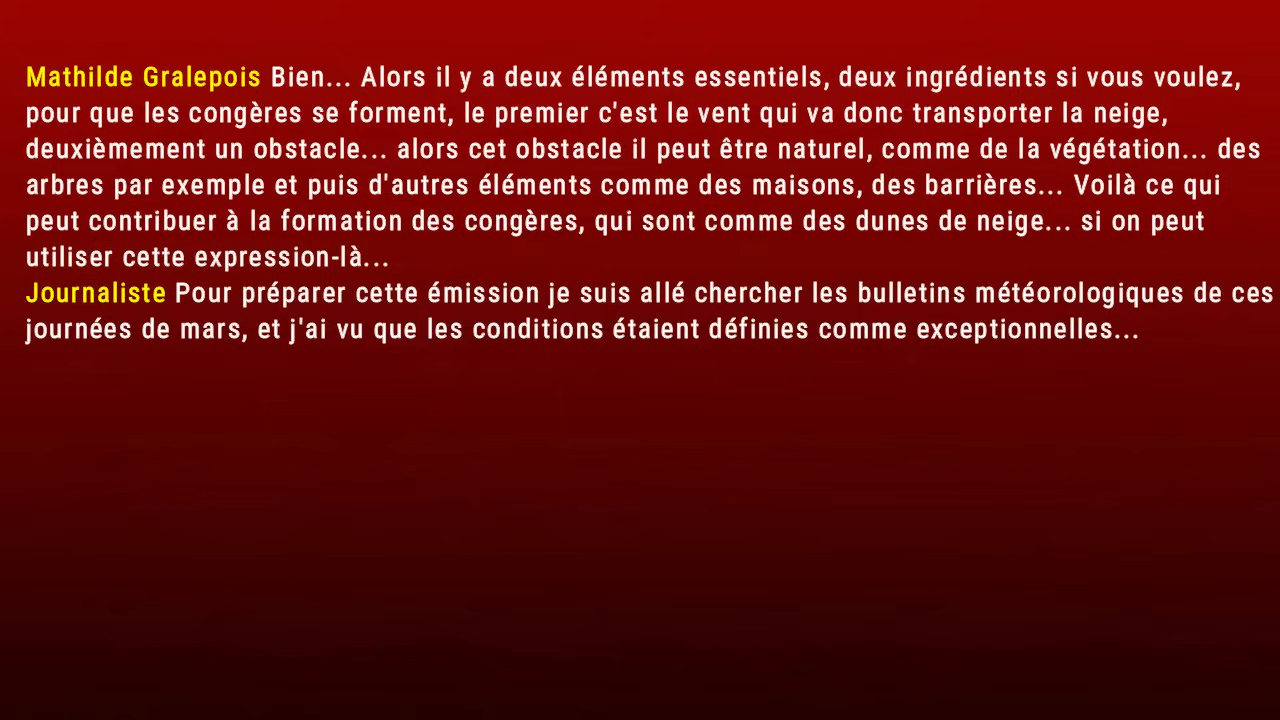 Mathilde Gralepois Bien... Alors il y a deux éléments essentiels, deux ingrédients si vous voulez,
pour que les congères se forment, le premier c'est le vent qui va donc transporter la neige,
deuxièmement un obstacle... alors cet obstacle il peut être naturel, comme de la végétation... des
arbres par exemple et puis d'autres éléments comme des maisons, des barrières... Voilà ce qui
peut contribuer à la formation des congères, qui sont comme des dunes de neige... si on peut
utiliser cette expression-là...
Journaliste Pour préparer cette émission je suis allé chercher les bulletins météorologiques de ces
journées de mars, et j'ai vu que les conditions étaient définies comme exceptionnelles...